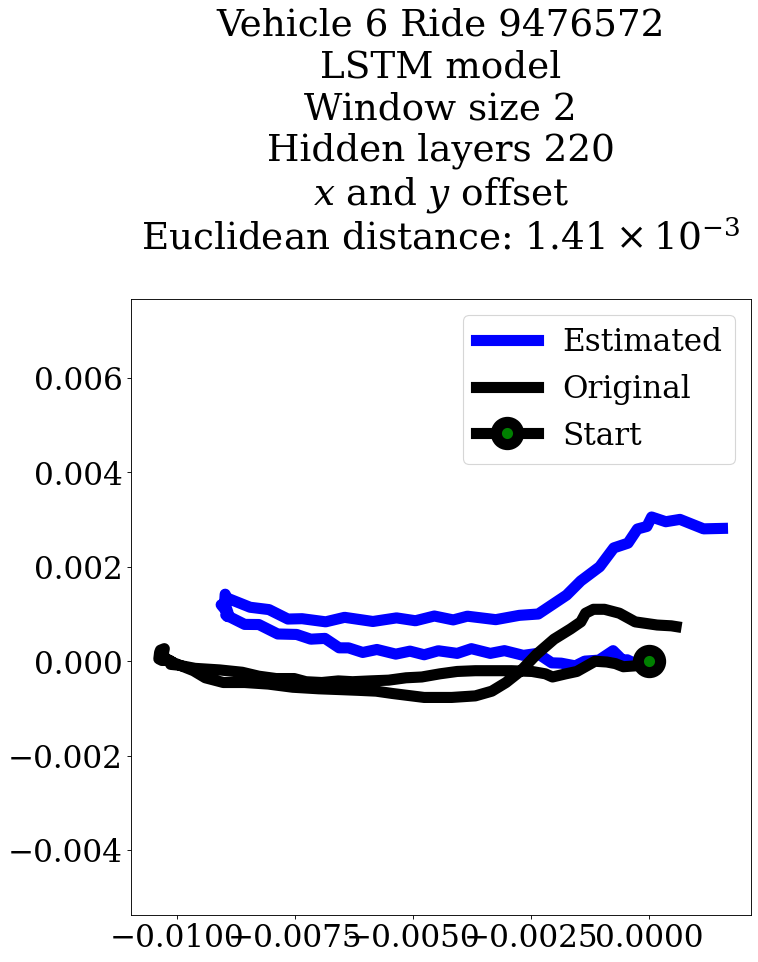 Vehicle 6 Ride 9476572
LSTM model
Window size 2
Hidden layers 220
x and y offset
Euclidean distance: 1.41 × 10⁻³
Estimated
Original
Start
0.006
0.004
0.002
0.000
−0.002
−0.004
−0.0100 −0.0075 −0.0050 −0.0025 0.0000